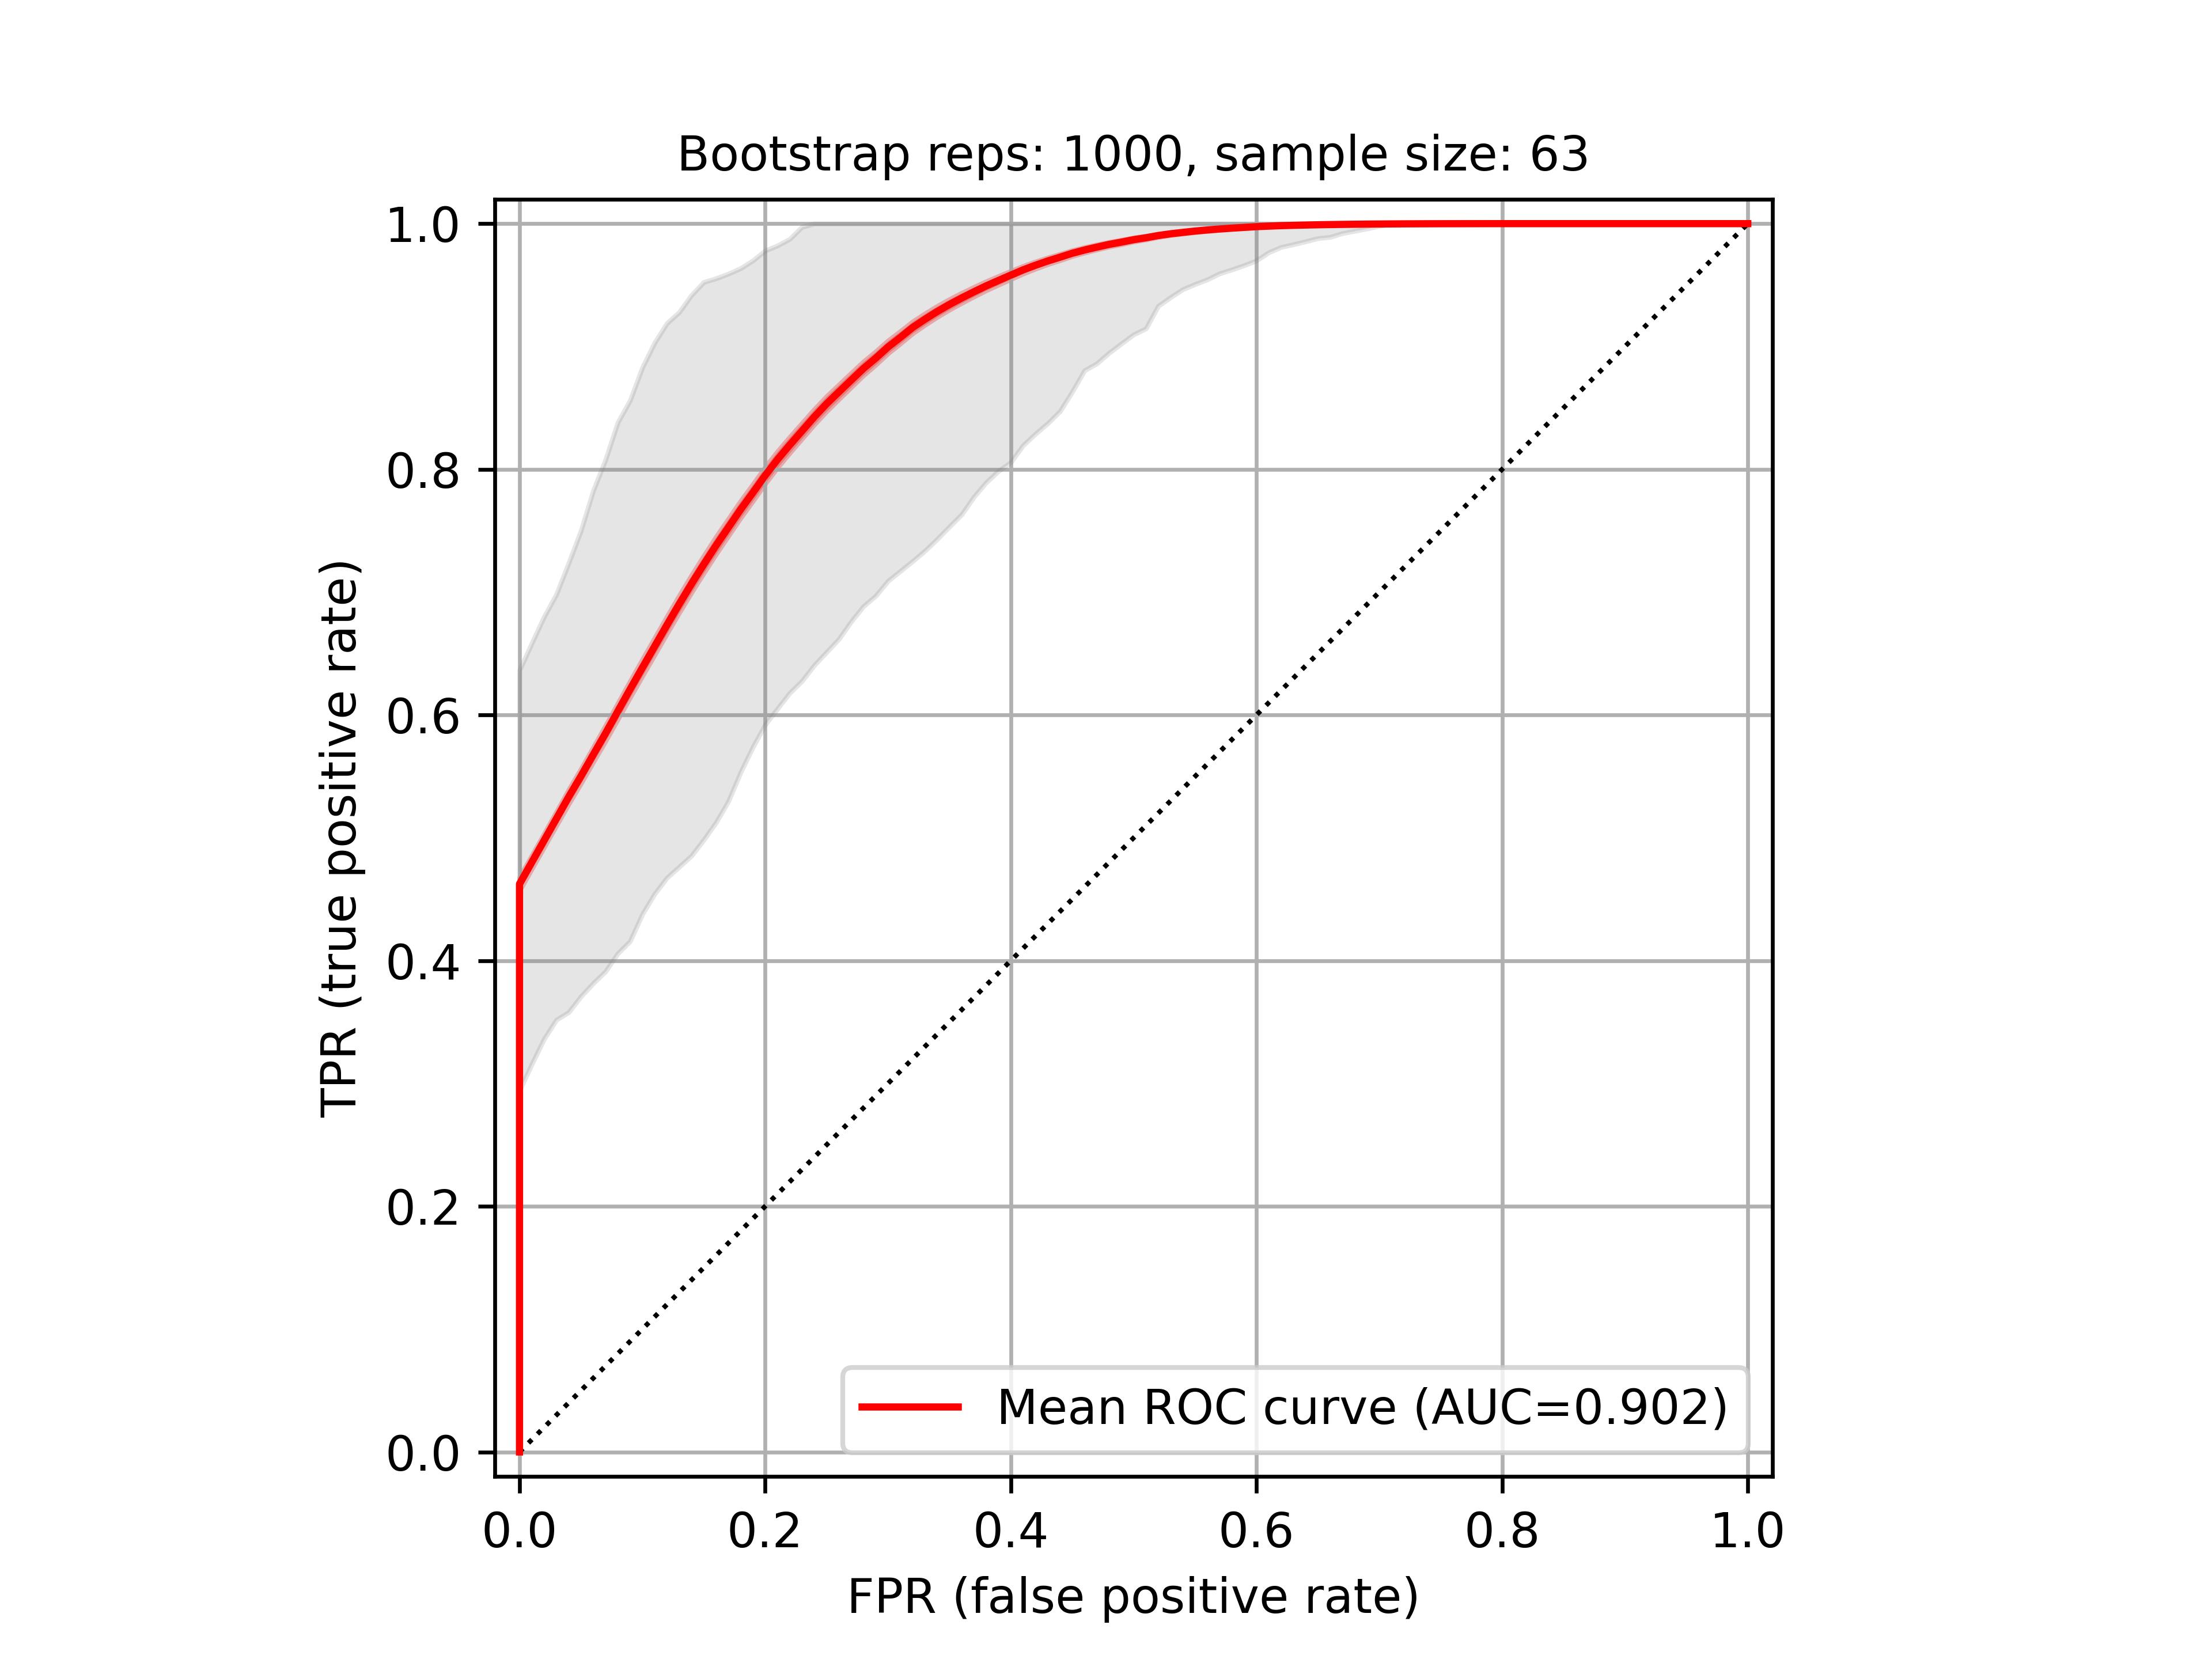 Bootstrap reps: 1000, sample size: 63
1.0
0.8
0.6
0.4
0.2
0.0
TPR (true positive rate)
Mean ROC curve (AUC=0.902)
0.0 0.2 0.4 0.6 0.8 1.0
FPR (false positive rate)